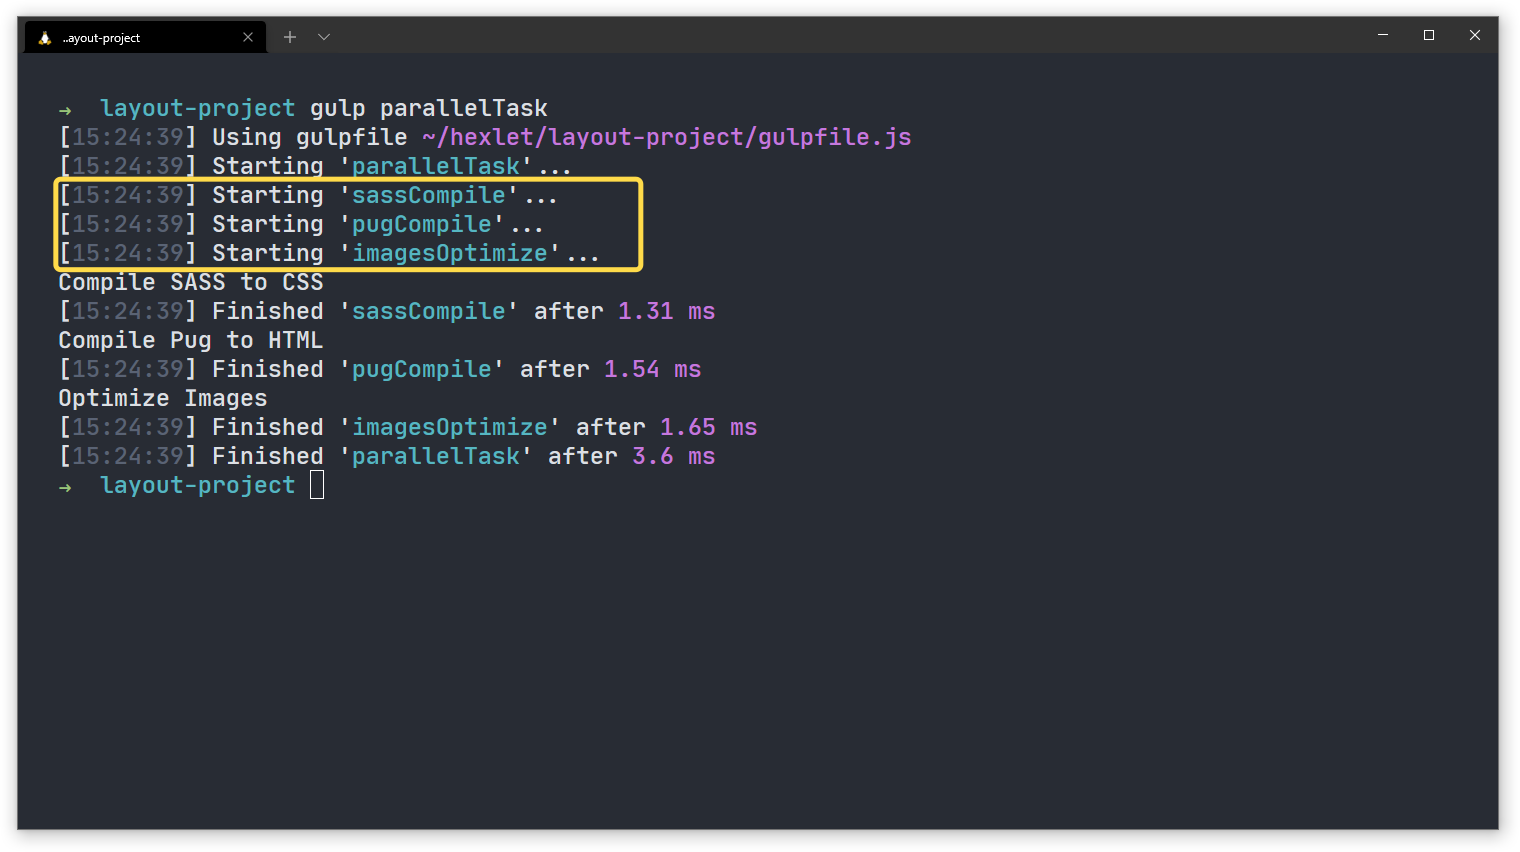 ..ayout-project
→ layout-project gulp parallelTask
[15:24:39] Using gulpfile ~/hexlet/layout-project/gulpfile.js
[15:24:39] Starting 'parallelTask'...
[15:24:39] Starting 'sassCompile'...
[15:24:39] Starting 'pugCompile'...
[15:24:39] Starting 'imagesOptimize'...
Compile SASS to CSS
[15:24:39] Finished 'sassCompile' after 1.31 ms
Compile Pug to HTML
[15:24:39] Finished 'pugCompile' after 1.54 ms
Optimize Images
[15:24:39] Finished 'imagesOptimize' after 1.65 ms
[15:24:39] Finished 'parallelTask' after 3.6 ms
→ layout-project